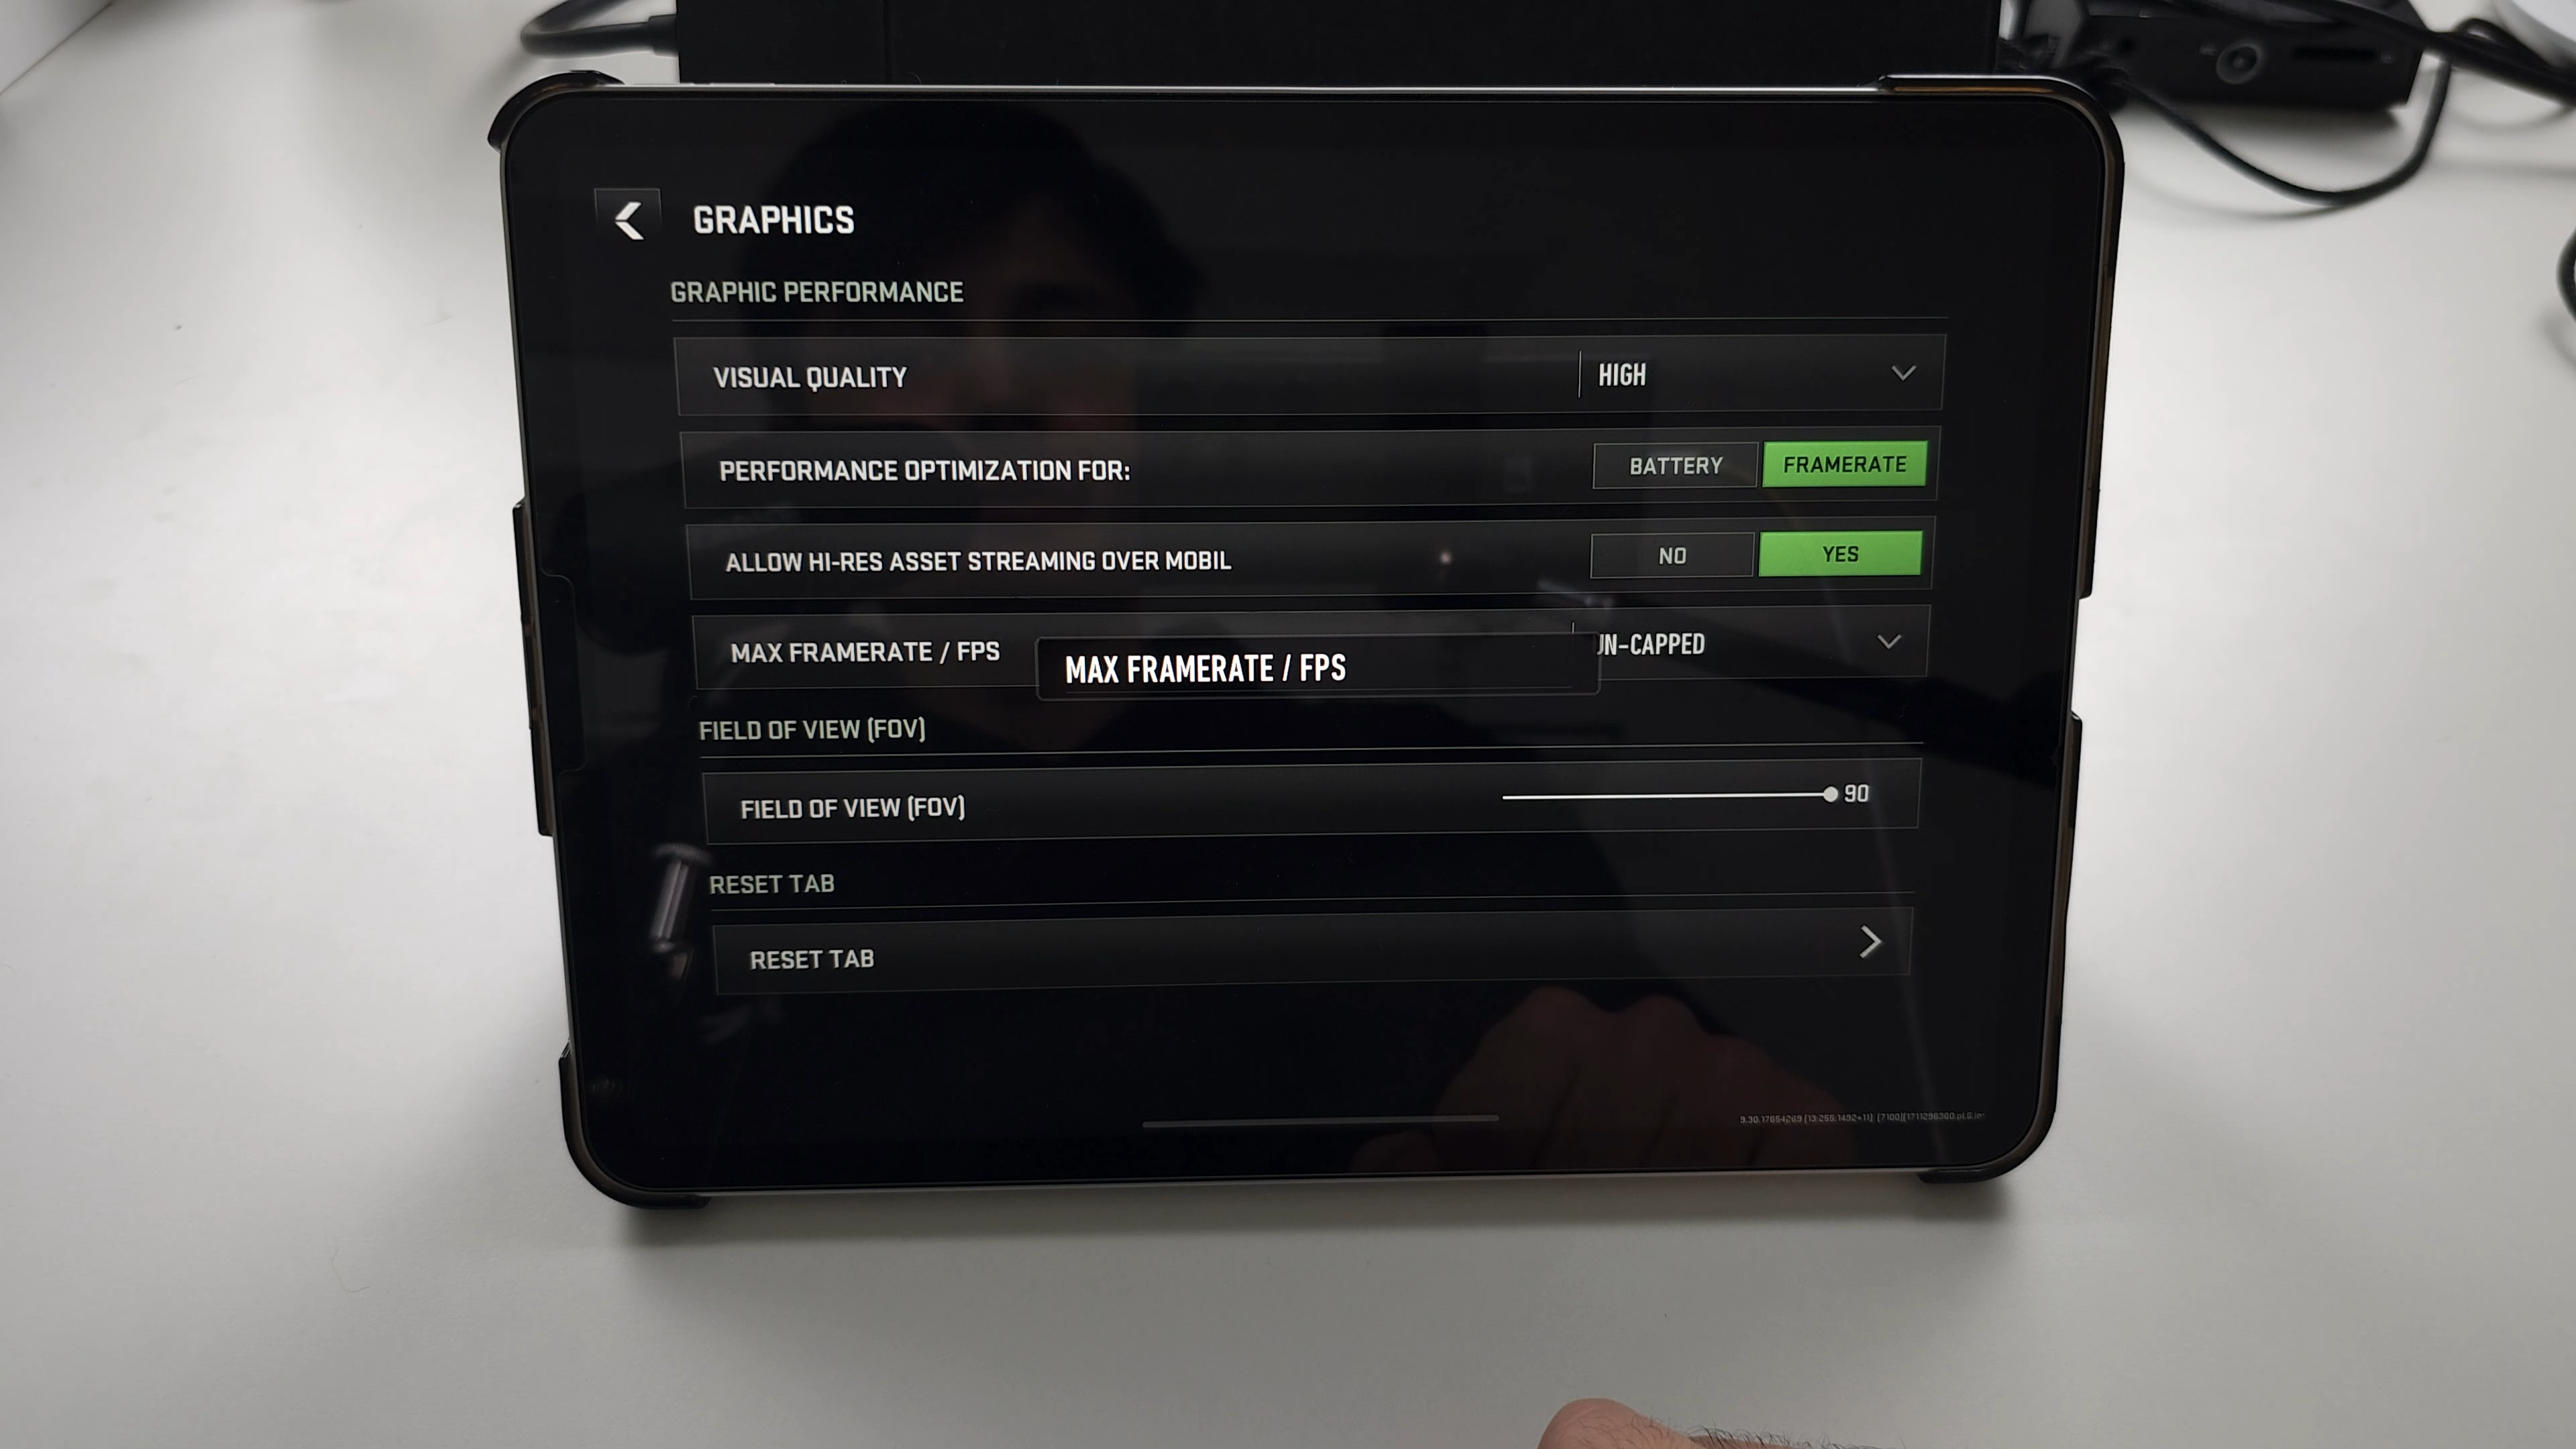 GRAPHICS
GRAPHIC PERFORMANCE
VISUAL QUALITY
HIGH
PERFORMANCE OPTIMIZATION FOR:
BATTERY
FRAMERATE
ALLOW HI-RES ASSET STREAMING OVER MOBIL
NO
YES
MAX FRAMERATE / FPS
MAX FRAMERATE / FPS
UN-CAPPED
FIELD OF VIEW (FOV)
FIELD OF VIEW (FOV)
90
RESET TAB
RESET TAB